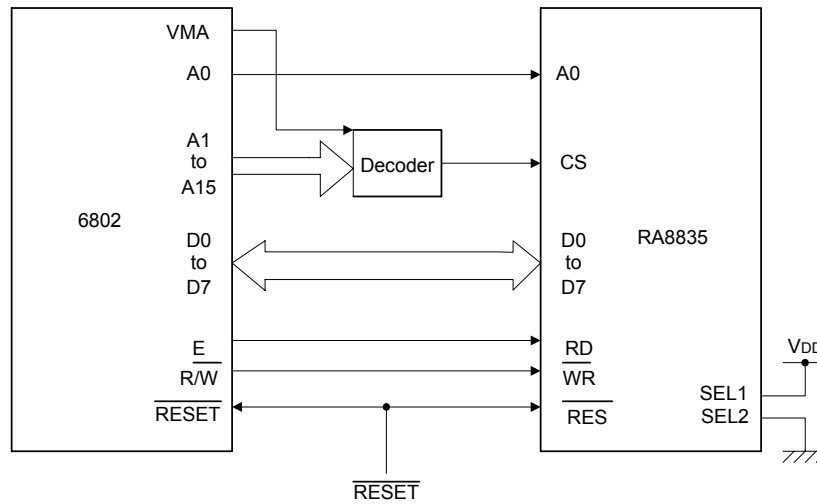 VMA
A0
A1
to
A15
6802
D0
to
D7
E
R/W
RESET
Decoder
A0
CS
RA8835
D0
to
D7
RD
WR
RES
SEL1
SEL2
VDD
RESET